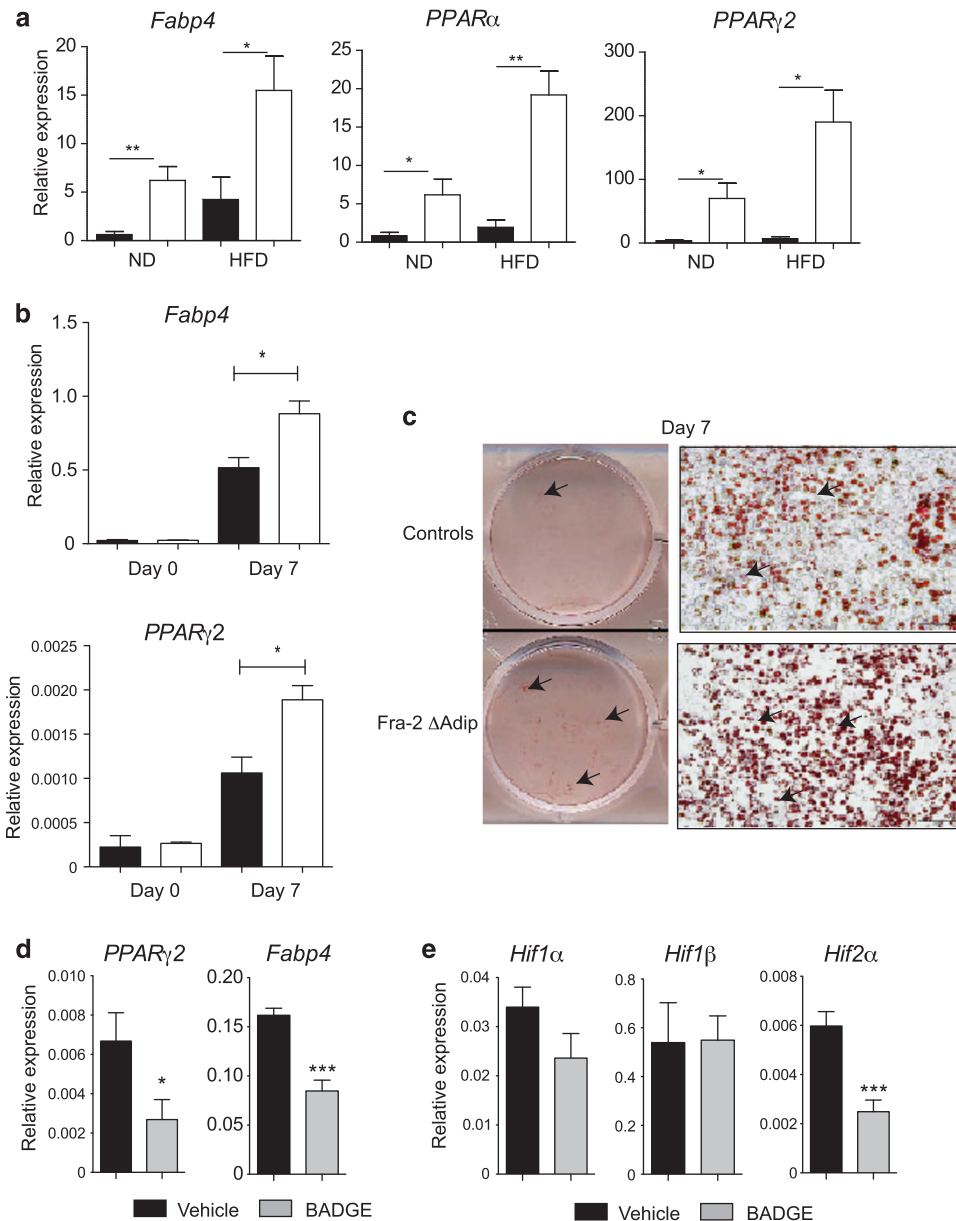 a
Fabp4
PPARα
PPARγ2
Relative expression
20
15
10
5
0
**
*
ND
HFD
25
20
15
10
5
0
*
**
ND
HFD
300
200
100
0
*
*
ND
HFD
b
Fabp4
Relative expression
1.5
1.0
0.5
0
*
Day 0
Day 7
PPARγ2
Relative expression
0.0025
0.0020
0.0015
0.0010
0.0005
0
*
Day 0
Day 7
c
Day 7
Controls
Fra-2 ΔAdip
d
PPARγ2
Fabp4
Relative expression
0.010
0.008
0.006
0.004
0.002
0
*
0.20
0.15
0.10
0.05
0.00
***
Vehicle
BADGE
e
Hif1α
Hif1β
Hif2α
Relative expression
0.04
0.03
0.02
0.01
0
0.8
0.6
0.4
0.2
0
0.008
0.006
0.004
0.002
0
***
Vehicle
BADGE